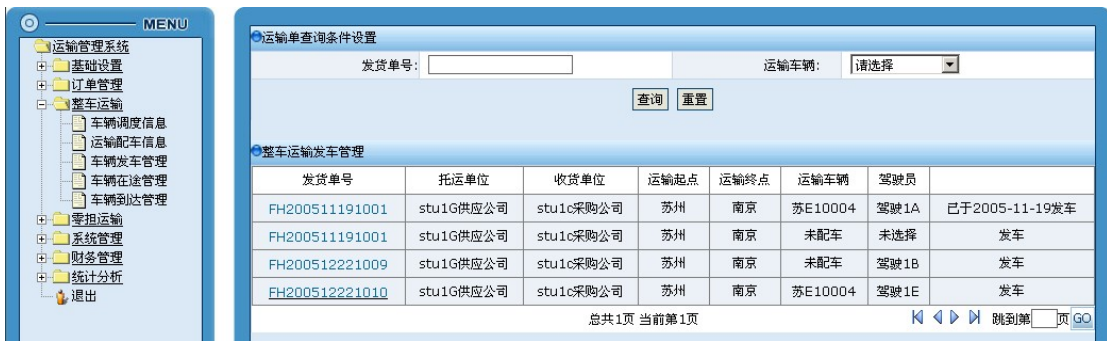 MENU
运输管理系统
基础设置
订单管理
整车运输
车辆调度信息
运输配车信息
车辆发车管理
车辆在途管理
车辆到达管理
零担运输
系统管理
财务管理
统计分析
退出
运输单查询条件设置
发货单号: 运输车辆: 请选择
查询 重置
整车运输发车管理
发货单号 托运单位 收货单位 运输起点 运输终点 运输车辆 驾驶员
FH200511191001 stu1G供应公司 stu1c采购公司 苏州 南京 苏E10004 驾驶1A 已于2005-11-19发车
FH200511191001 stu1G供应公司 stu1c采购公司 苏州 南京 未配车 未选择 发车
FH200512221009 stu1G供应公司 stu1c采购公司 苏州 南京 未配车 驾驶1B 发车
FH200512221010 stu1G供应公司 stu1c采购公司 苏州 南京 苏E10004 驾驶1E 发车
总共1页 当前第1页 跳到第 页 GO